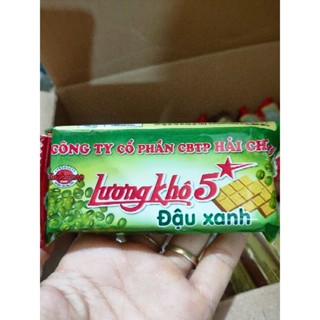 CÔNG TY CỔ PHẦN CBTP HẢI CH
Lương khô 5
Đậu xanh